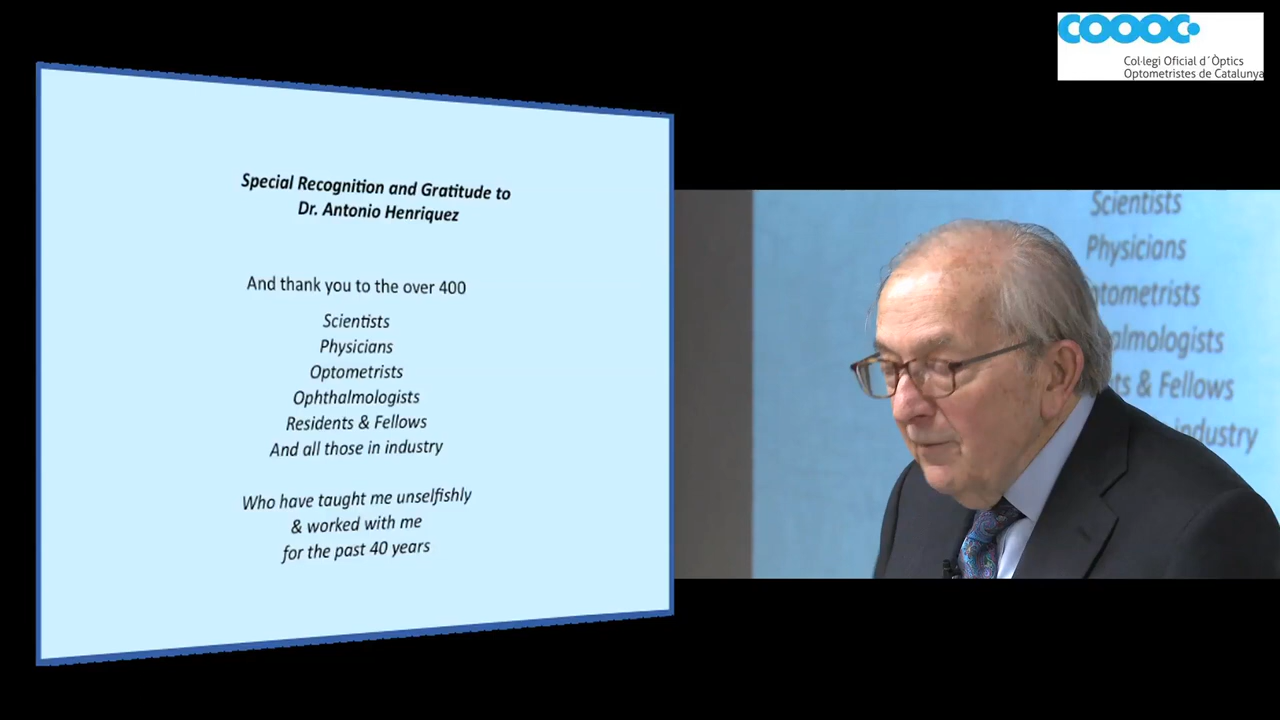 COOOC
Col·legi Oficial d´Òptics
Optometristes de Catalunya
Special Recognition and Gratitude to
Dr. Antonio Henriquez
And thank you to the over 400
Scientists
Physicians
Optometrists
Ophthalmologists
Residents & Fellows
And all those in industry
Who have taught me unselfishly
& worked with me
for the past 40 years
Scientists
Physicians
ptometrists
almologists
ts & Fellows
industry